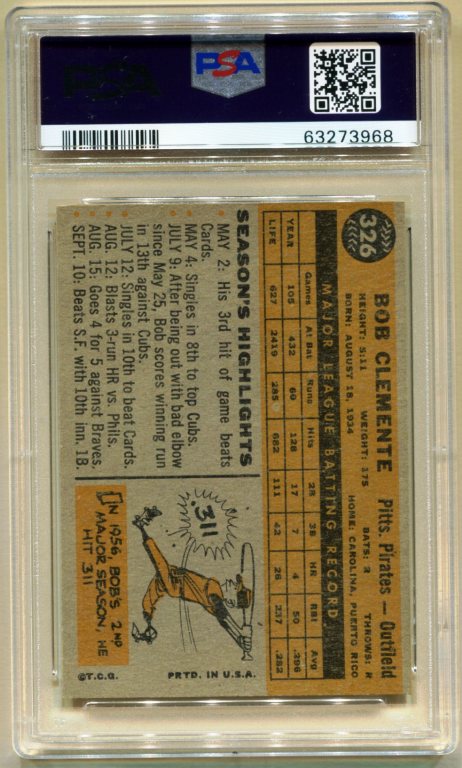 PSA
PSA
63273968
326
BOB CLEMENTE Pitts. Pirates — Outfield
HEIGHT: 5:11 WEIGHT: 175 BATS: R THROWS: R
BORN: AUGUST 18, 1934 HOME: CAROLINA, PUERTO RICO
MAJOR LEAGUE BATTING RECORD
Games At Bat Runs Hits 2B 3B HR RBI Avg
YEAR 105 432 60 128 17 7 4 50 .296
LIFE 627 2419 285 682 111 42 26 237 .282
SEASON'S HIGHLIGHTS
• MAY 2: His 3rd hit of game beats
Cards.
• MAY 4: Singles in 8th to top Cubs.
• JULY 9: After being out with bad elbow
since May 25, Bob scores winning run
in 13th against Cubs.
• JULY 12: Singles in 10th to beat Cards.
• AUG. 12: Blasts 3-run HR vs. Phils.
• AUG. 15: Goes 4 for 5 against Braves.
• SEPT. 10: Beats S.F. with 10th inn. 1B.
.311
IN 1956, BOB'S 2ND
MAJOR SEASON, HE
HIT .311
©T.C.G. PRTD. IN U.S.A.